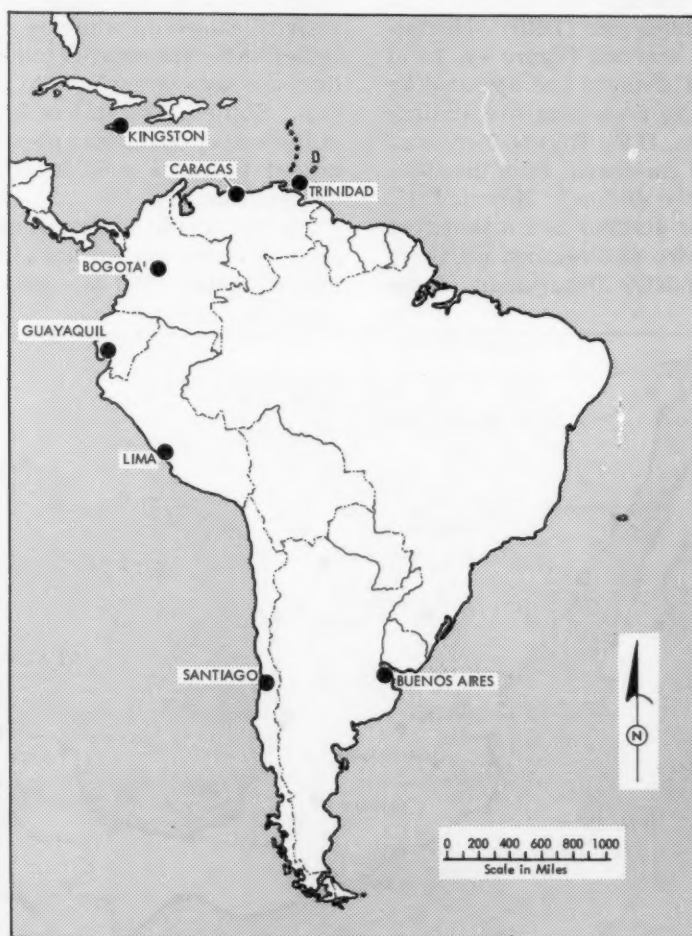 KINGSTON
CARACAS
TRINIDAD
BOGOTA'
GUAYAQUIL
LIMA
SANTIAGO
BUENOS AIRES
N
0 200 400 600 800 1000
Scale in Miles